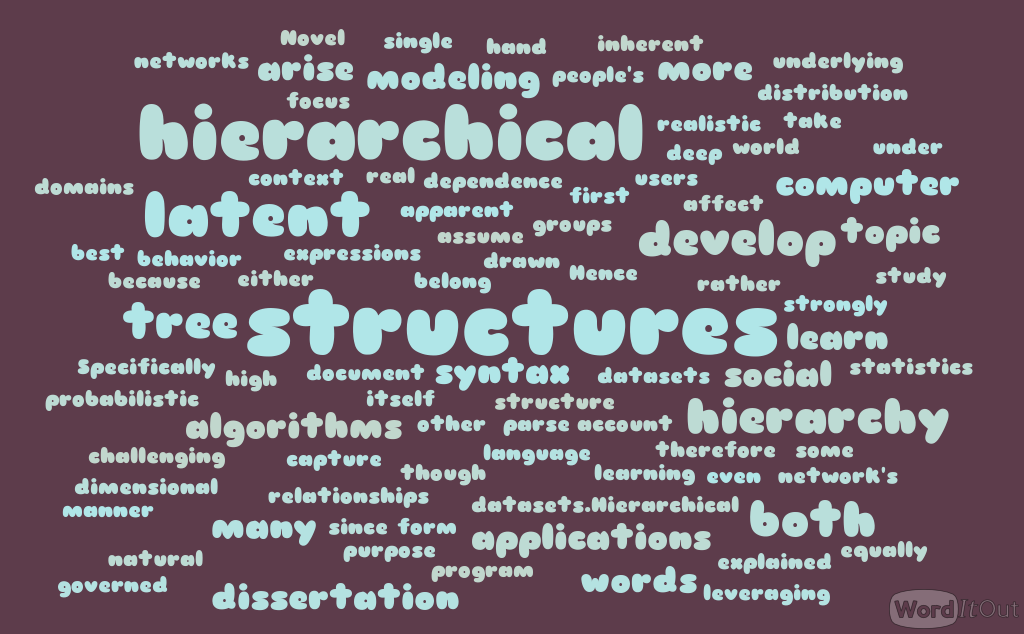 Novel single hand inherent
networks arise modeling people's more underlying
focus distribution
hierarchical realistic take
deep world under
domains context real dependence users computer
latent apparent first affect
assume groups develop topic
best behavior expressions drawn
because either belong Hence rather study
tree structures strongly
learn
Specifically high document syntax datasets social statistics
probabilistic itself structure hierarchy
algorithms other parse account
challenging capture language therefore some
though learning even network's
dimensional relationships
manner datasets.Hierarchical both
many since form applications
natural purpose explained equally
governed program words leveraging
dissertation
WordItOut